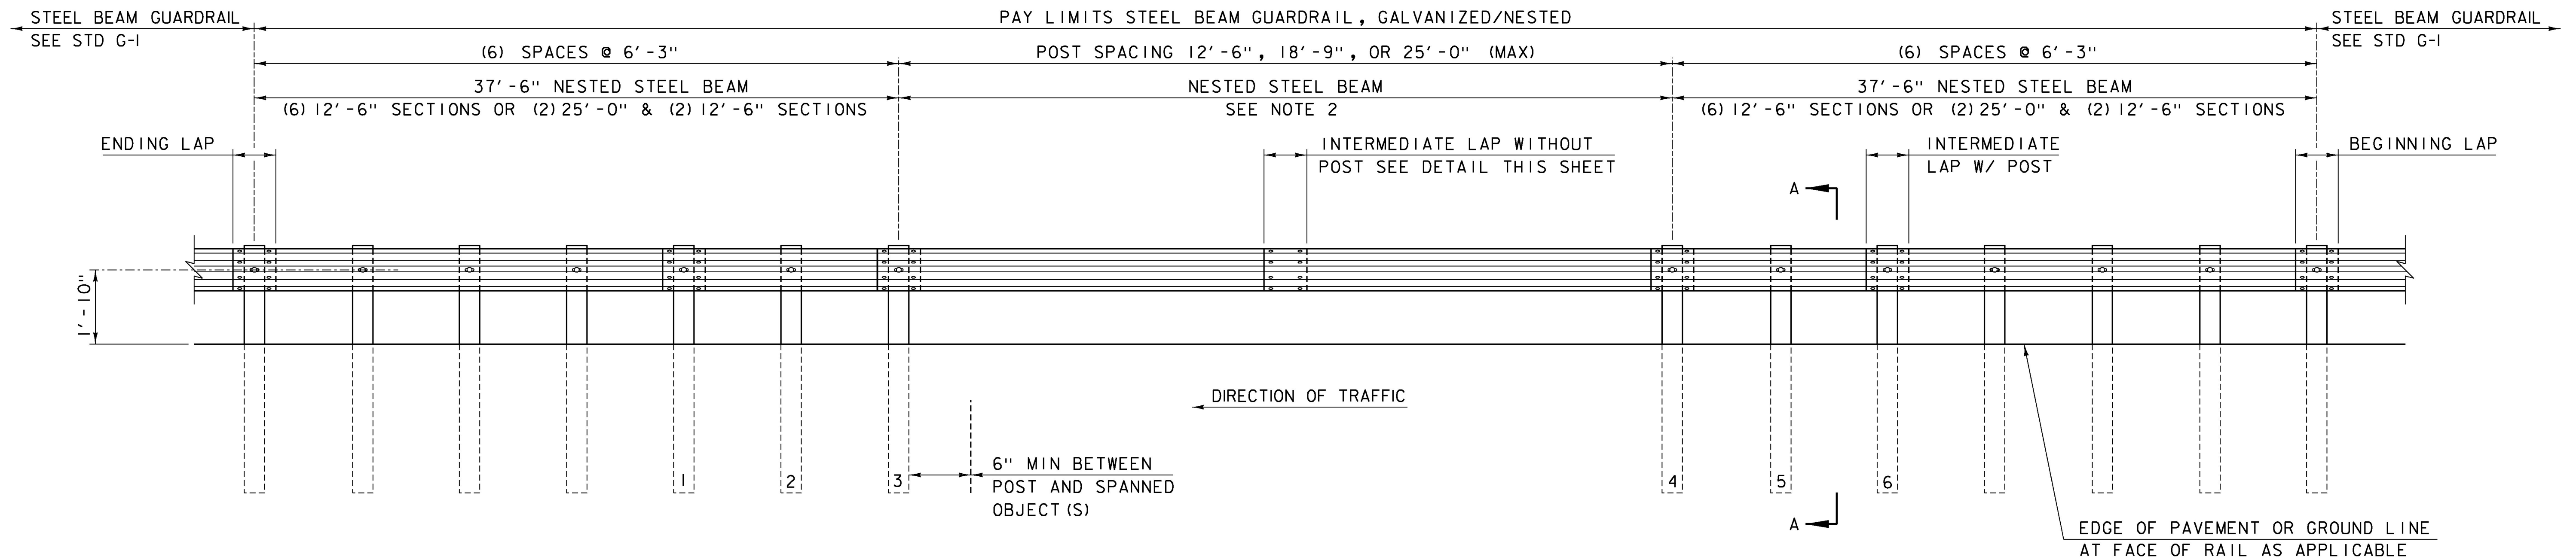 STEEL BEAM GUARDRAIL
SEE STD G-1
PAY LIMITS STEEL BEAM GUARDRAIL, GALVANIZED/NESTED
STEEL BEAM GUARDRAIL
SEE STD G-1
(6) SPACES @ 6'-3"
POST SPACING 12'-6", 18'-9", OR 25'-0" (MAX)
(6) SPACES @ 6'-3"
37'-6" NESTED STEEL BEAM
(6) 12'-6" SECTIONS OR (2) 25'-0" & (2) 12'-6" SECTIONS
NESTED STEEL BEAM
SEE NOTE 2
37'-6" NESTED STEEL BEAM
(6) 12'-6" SECTIONS OR (2) 25'-0" & (2) 12'-6" SECTIONS
ENDING LAP
INTERMEDIATE LAP WITHOUT
POST SEE DETAIL THIS SHEET
INTERMEDIATE
LAP W/ POST
BEGINNING LAP
A
1'-10"
DIRECTION OF TRAFFIC
6" MIN BETWEEN
POST AND SPANNED
OBJECT(S)
1
2
3
4
5
6
A
EDGE OF PAVEMENT OR GROUND LINE
AT FACE OF RAIL AS APPLICABLE